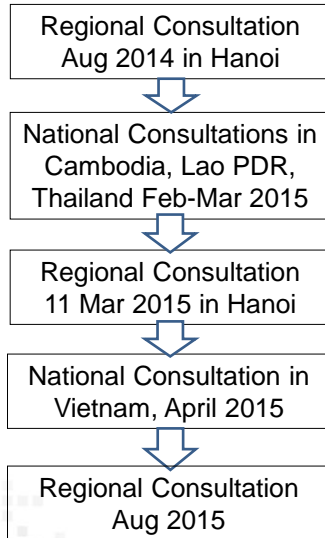 Regional Consultation
Aug 2014 in Hanoi
National Consultations in
Cambodia, Lao PDR,
Thailand Feb-Mar 2015
Regional Consultation
11 Mar 2015 in Hanoi
National Consultation in
Vietnam, April 2015
Regional Consultation
Aug 2015